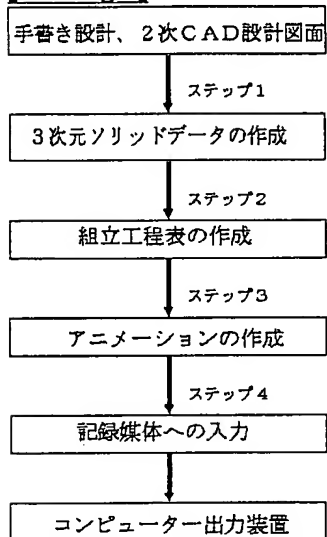 手書き設計、2次CAD設計図面
ステップ1
3次元ソリッドデータの作成
ステップ2
組立工程表の作成
ステップ3
アニメーションの作成
ステップ4
記録媒体への入力
コンピューター出力装置